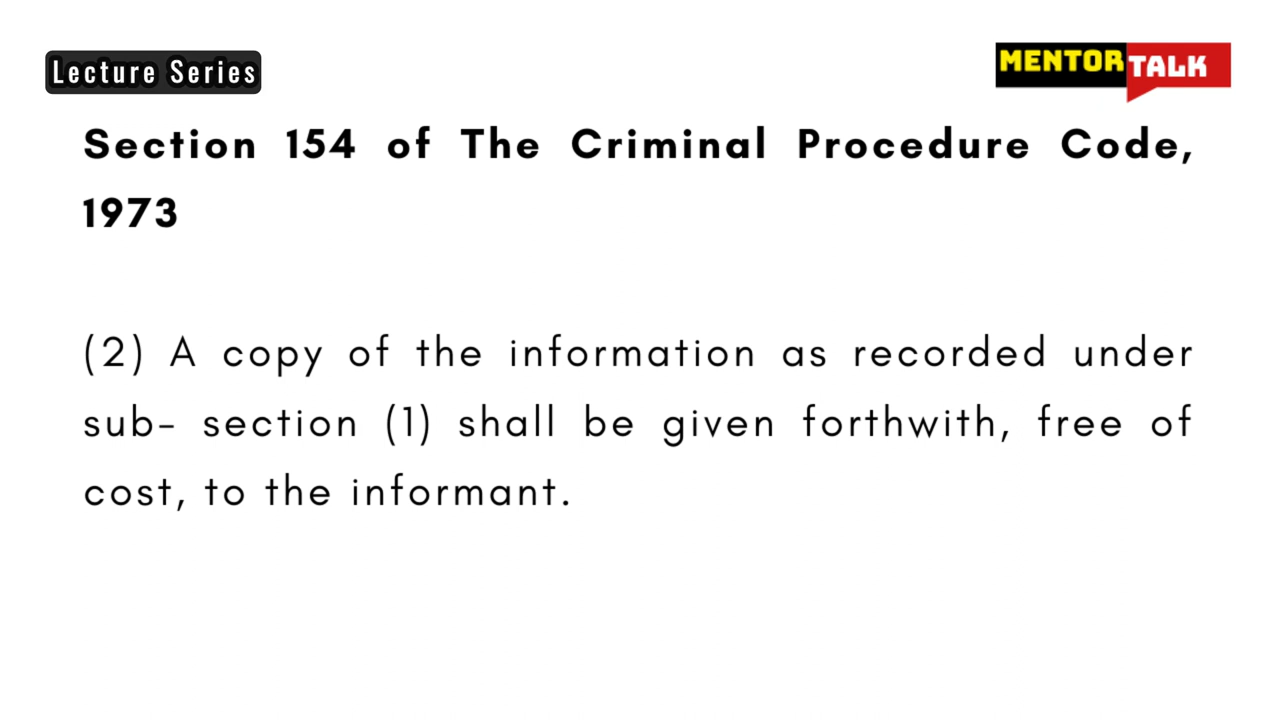 Lecture Series
MENTOR TALK
Section 154 of The Criminal Procedure Code,
1973
(2) A copy of the information as recorded under
sub- section (1) shall be given forthwith, free of
cost, to the informant.